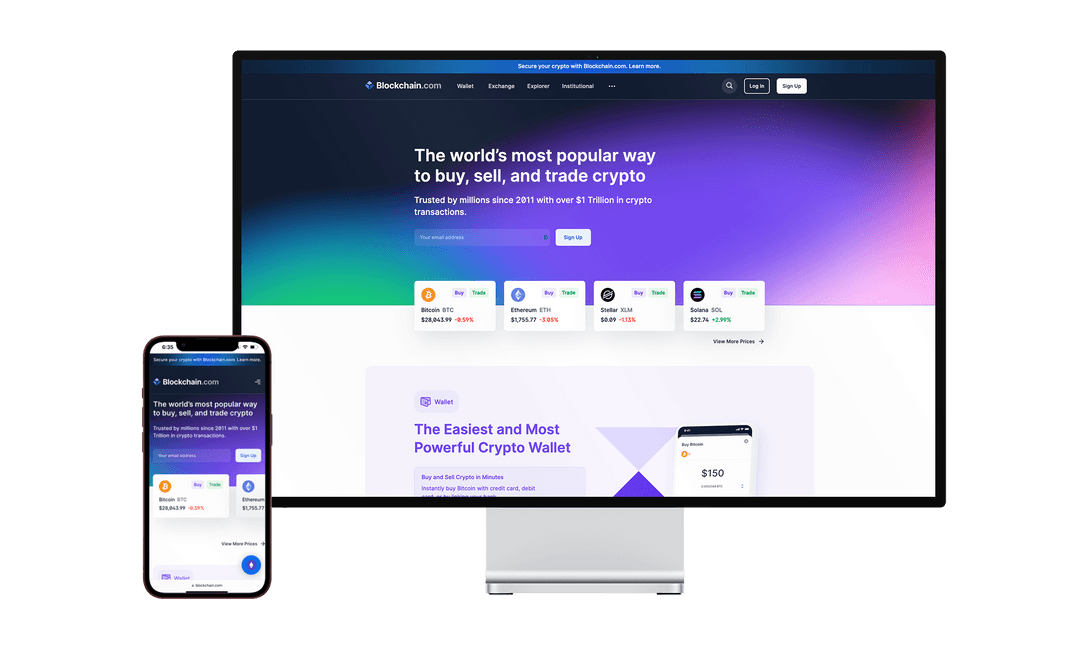 Secure your crypto with Blockchain.com. Learn more.
Blockchain.com Wallet Exchange Explorer Institutional ··· Log In Sign Up
The world's most popular way
to buy, sell, and trade crypto
Trusted by millions since 2011 with over $1 Trillion in crypto
transactions.
Your email address Sign Up
Buy Trade
Bitcoin BTC
$28,043.99 -0.59%
Buy Trade
Ethereum ETH
$1,755.77 -3.05%
Buy Trade
Stellar XLM
$0.09 -1.13%
Buy Trade
Solana SOL
$22.74 +2.99%
View More Prices
Wallet
The Easiest and Most
Powerful Crypto Wallet
Buy and Sell Crypto in Minutes
Instantly buy Bitcoin with credit card, debit
card, or by linking your bank
Buy Bitcoin
$150
6:35
Secure your crypto with Blockchain.com. Learn more.
Blockchain.com
The world's most popular way
to buy, sell, and trade crypto
Trusted by millions since 2011 with over $1
Trillion in crypto transactions.
Your email address Sign Up
Buy Trade
Bitcoin BTC
$28,043.99 -0.59%
Ethereum
$1,755.77
View More Prices
Wallet
blockchain.com